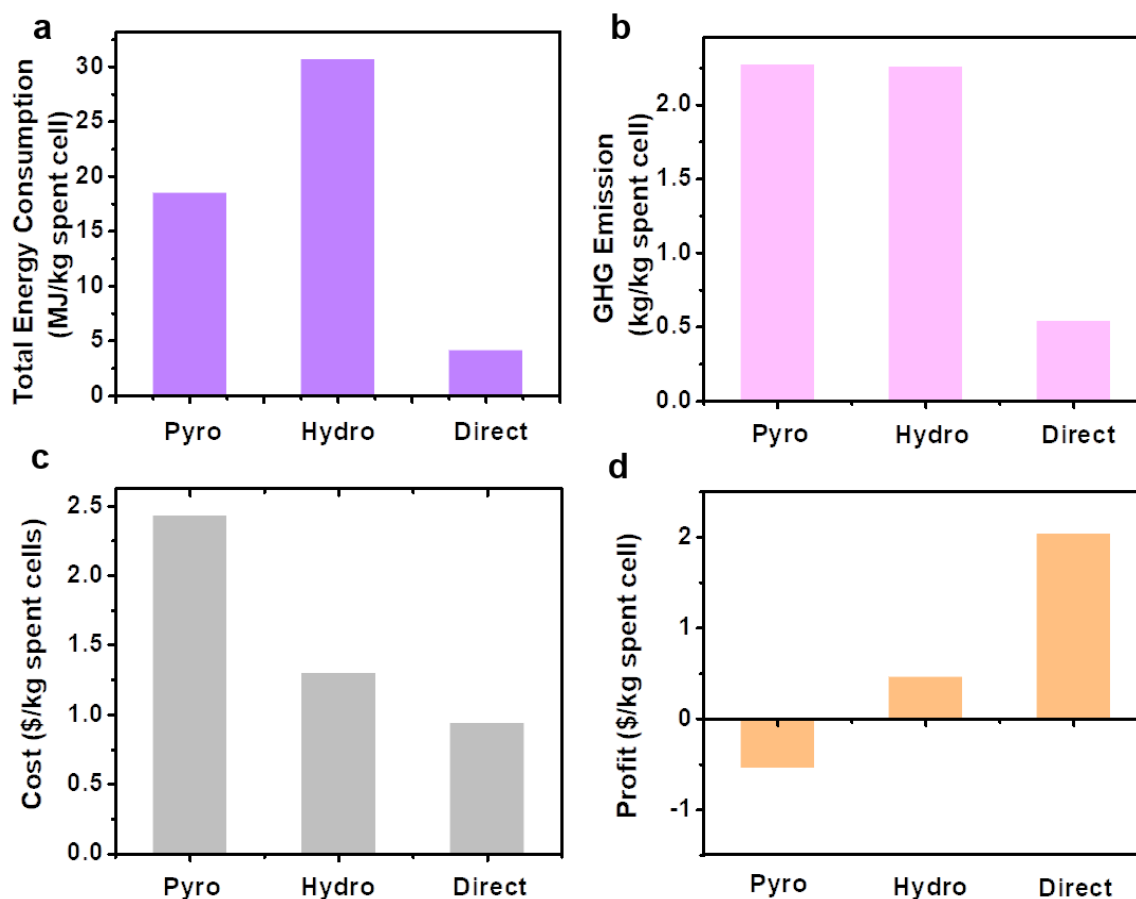 a
Total Energy Consumption
(MJ/kg spent cell)
30
25
20
15
10
5
0
Pyro Hydro Direct
b
GHG Emission
(kg/kg spent cell)
2.0
1.5
1.0
0.5
0.0
Pyro Hydro Direct
c
Cost ($/kg spent cells)
2.5
2.0
1.5
1.0
0.5
0.0
Pyro Hydro Direct
d
Profit ($/kg spent cell)
2
1
0
-1
Pyro Hydro Direct